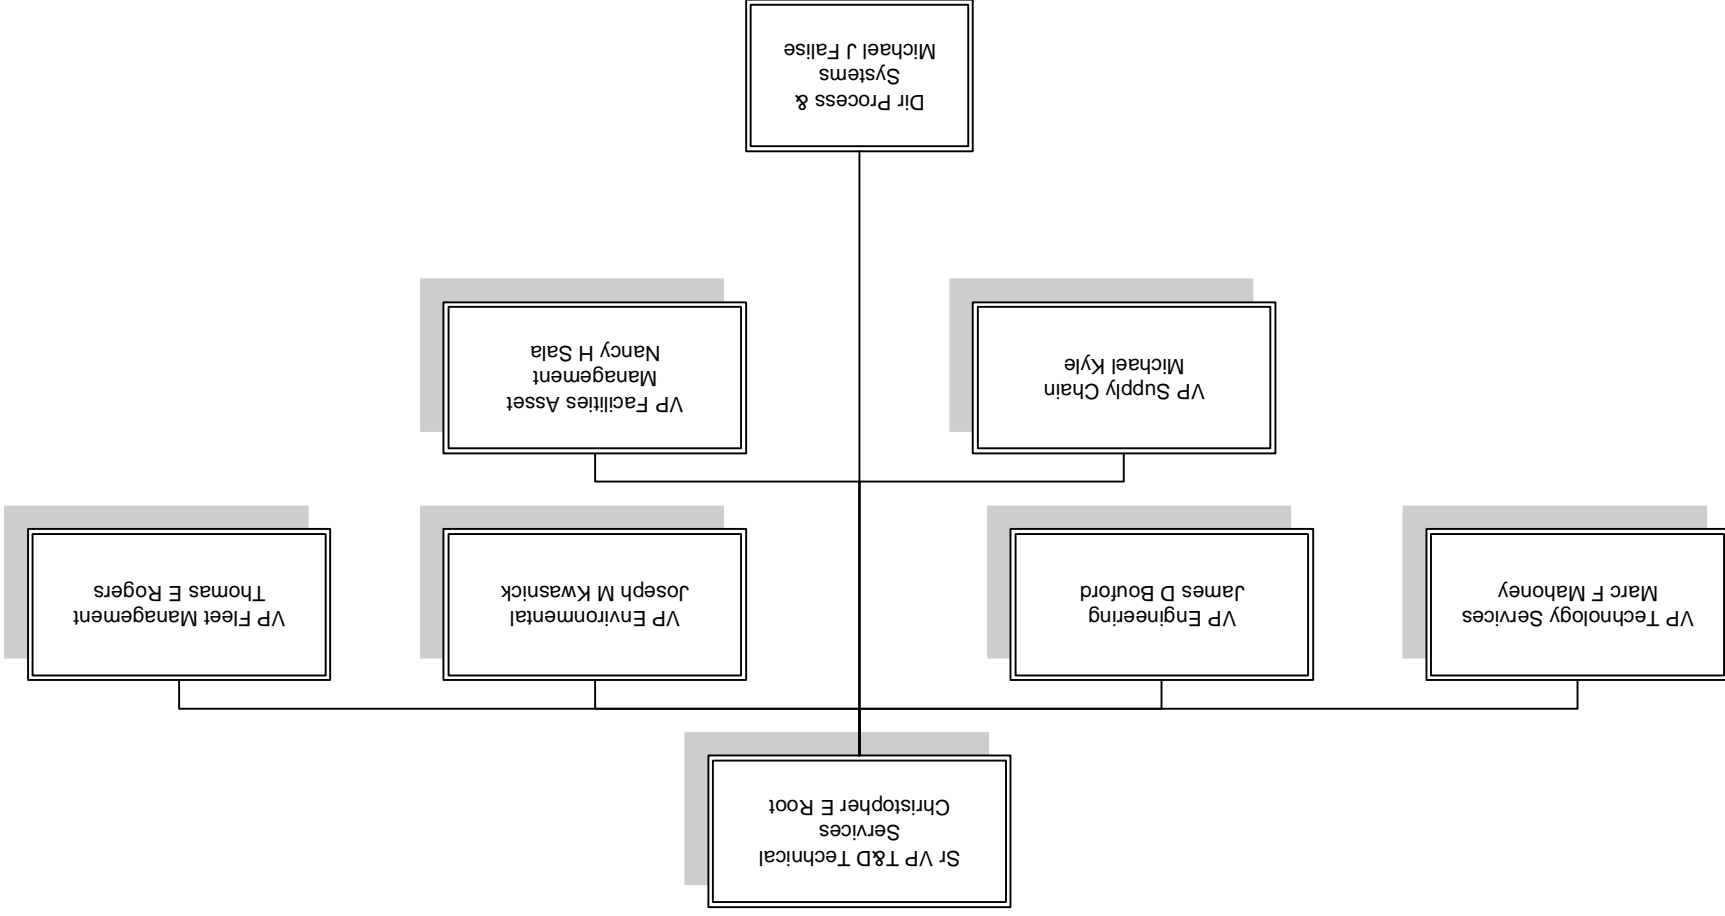 Sr VP T&D Technical
Services
Christopher E Root
VP Technology Services
Marc F Mahoney
VP Engineering
James D Bouford
VP Environmental
Joseph M Kwasnick
VP Fleet Management
Thomas E Rogers
VP Supply Chain
Michael Kyle
VP Facilities Asset
Management
Nancy H Sala
Dir Process &
Systems
Michael J Falise